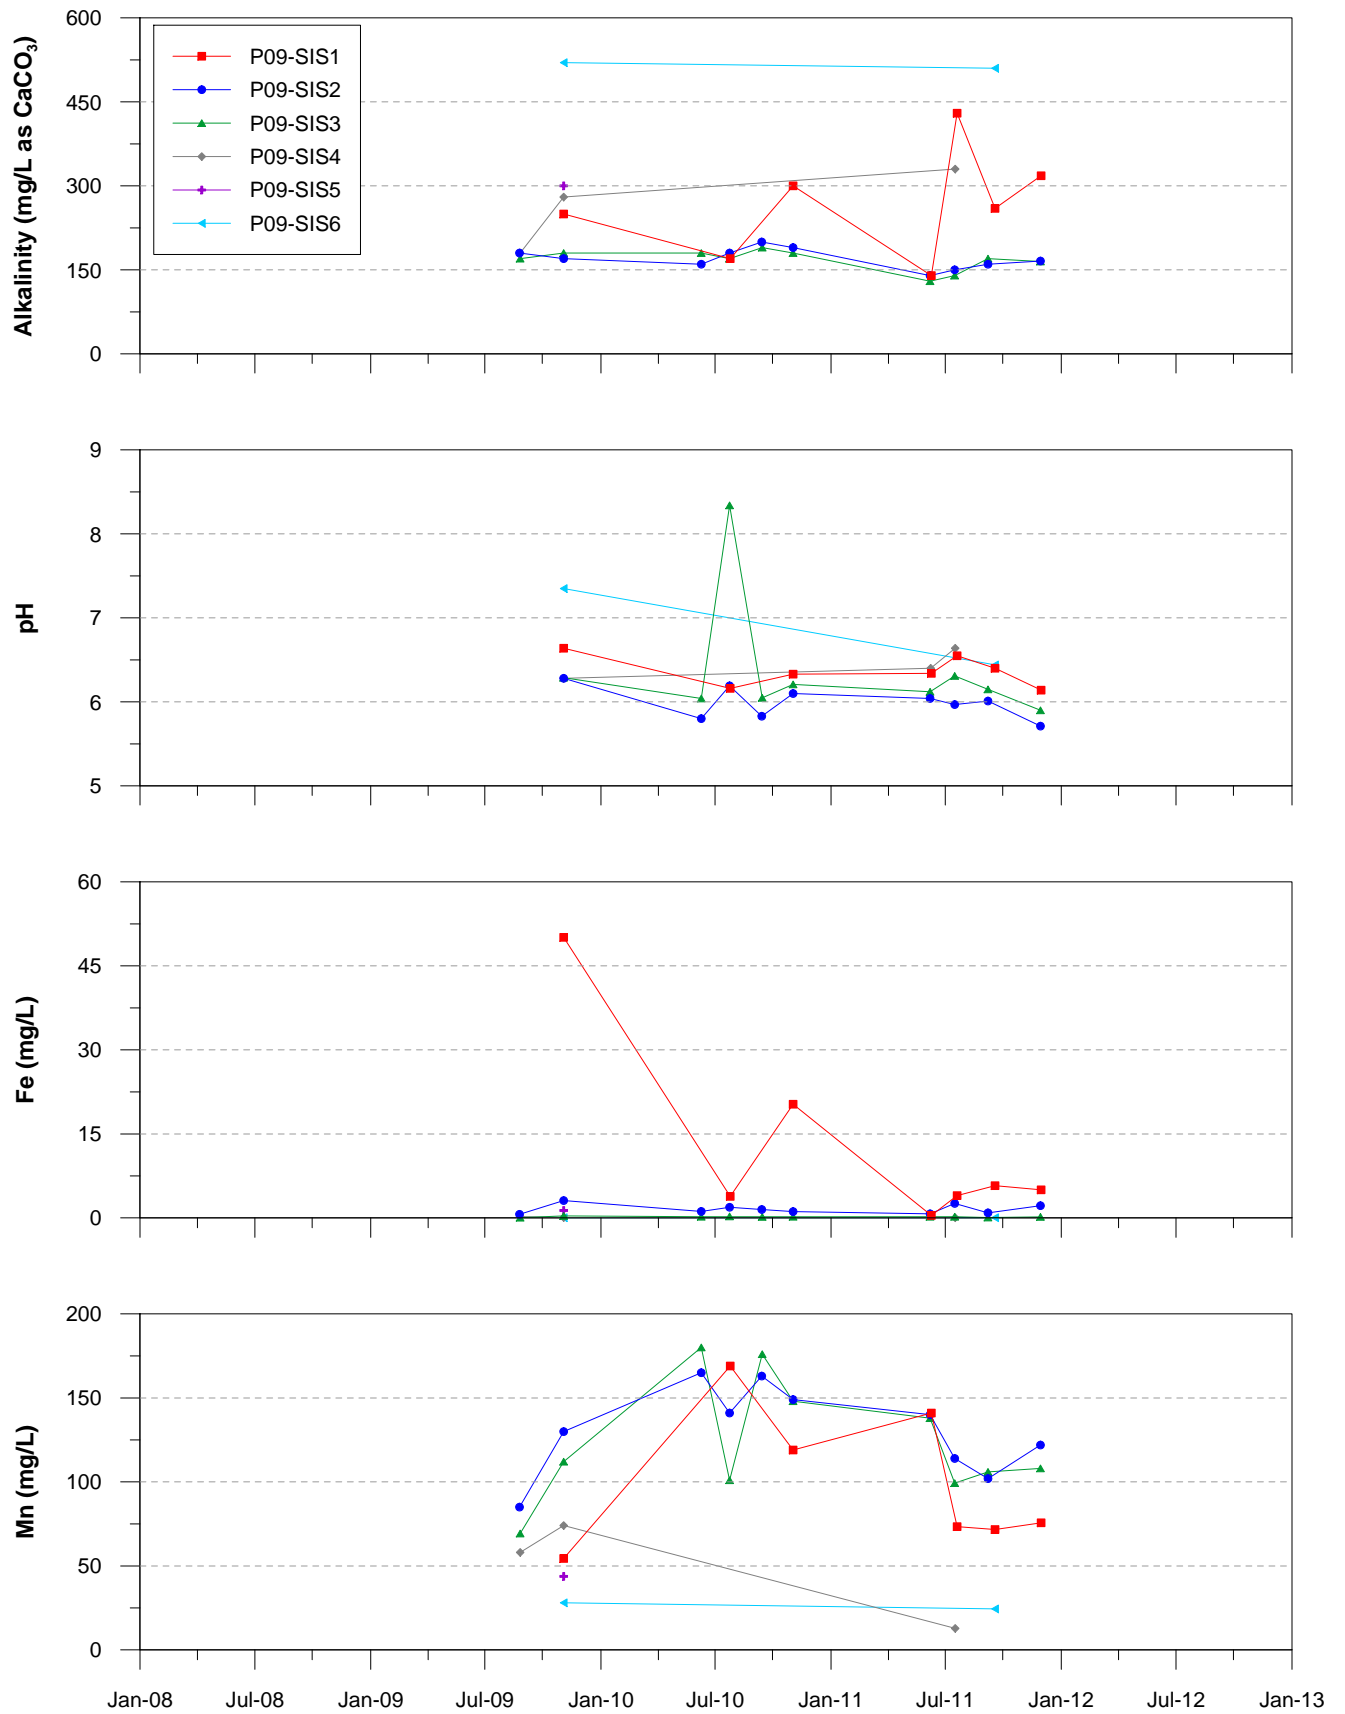 Alkalinity (mg/L as CaCO₃)
600
450
300
150
0
P09-SIS1
P09-SIS2
P09-SIS3
P09-SIS4
P09-SIS5
P09-SIS6
pH
9
8
7
6
5
Fe (mg/L)
60
45
30
15
0
Mn (mg/L)
200
150
100
50
0
Jan-08 Jul-08 Jan-09 Jul-09 Jan-10 Jul-10 Jan-11 Jul-11 Jan-12 Jul-12 Jan-13